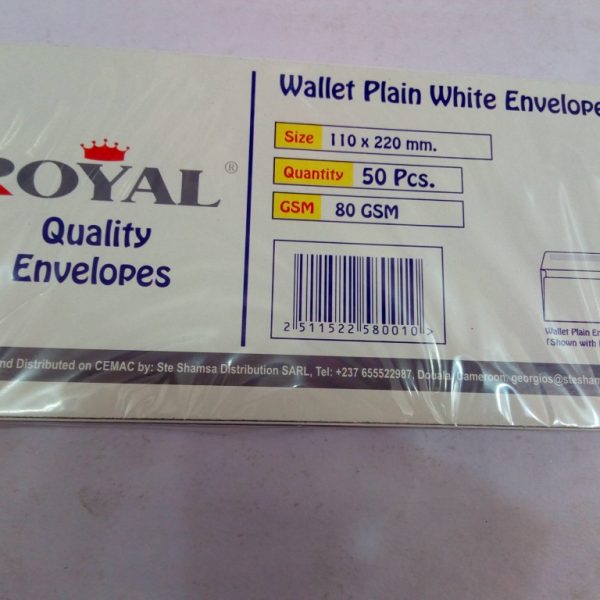 ROYAL®
Quality
Envelopes
Wallet Plain White Envelope
Size 110 x 220 mm.
Quantity 50 Pcs.
GSM 80 GSM
2 511522 580010 >
Wallet Plain En
(Shown with
nd Distributed on CEMAC by: Ste Shamsa Distribution SARL, Tel: +237 655522987, Douala, Cameroon, georgios@stesham